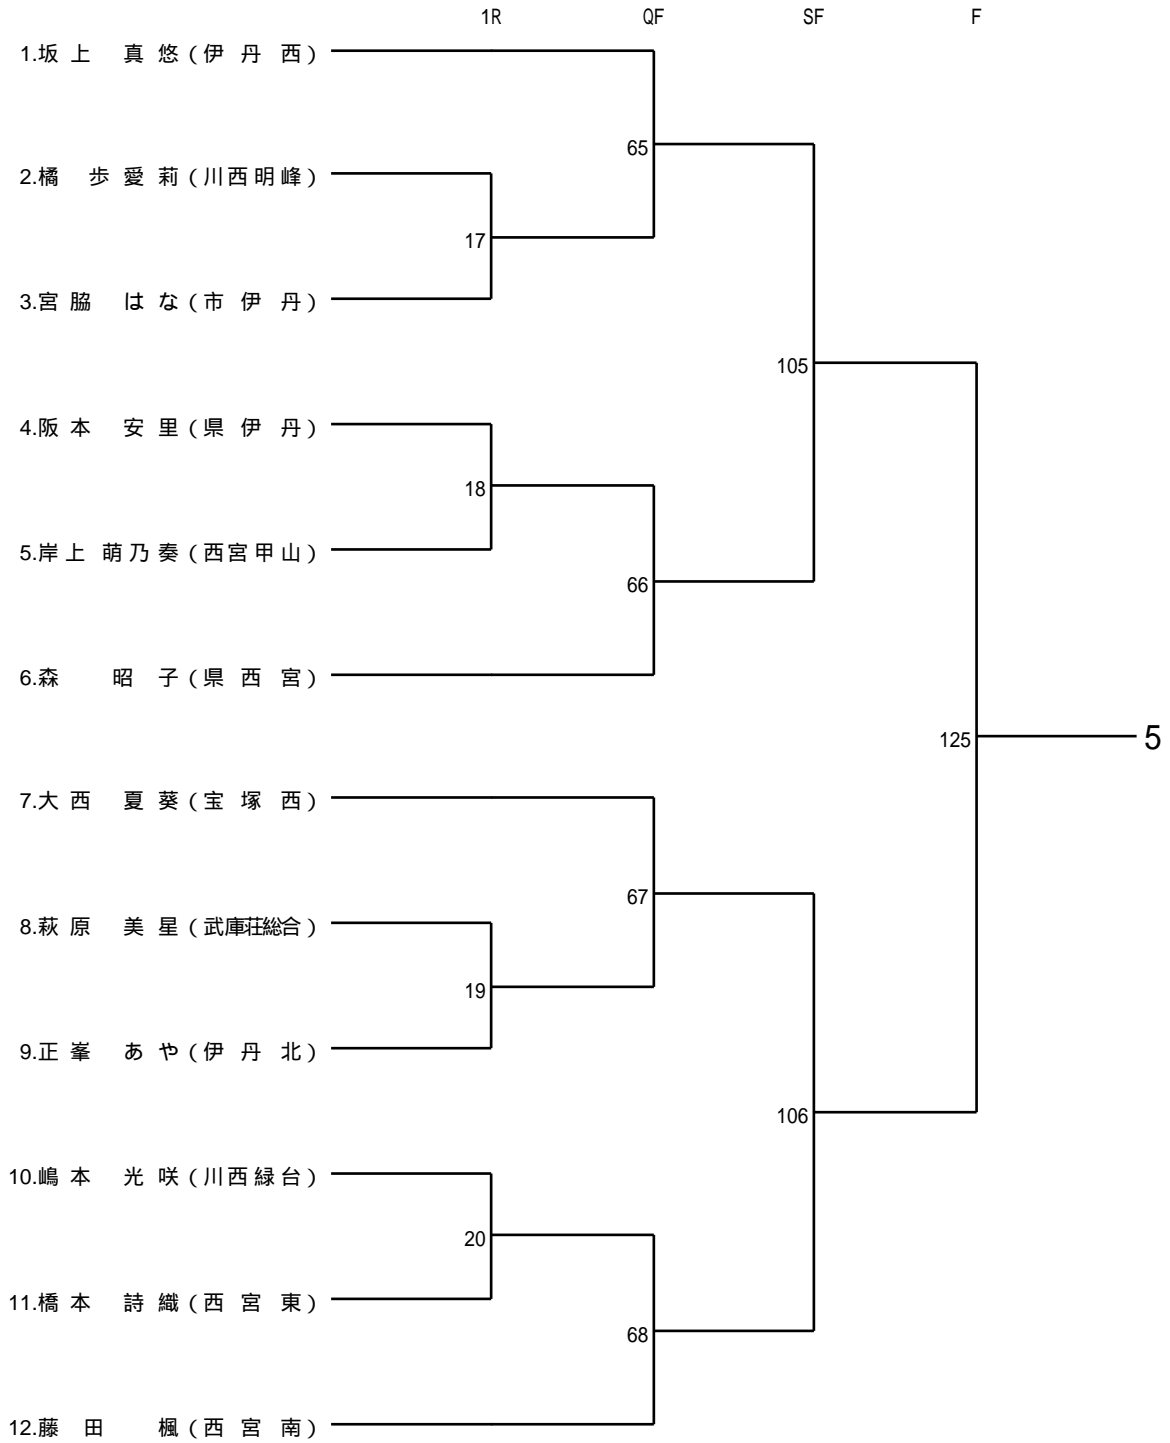 1R QF SF F
1.坂上 真悠(伊丹西)
65
2.橘 歩愛莉(川西明峰)
17
3.宮脇 はな(市伊丹)
105
4.阪本 安里(県伊丹)
18
5.岸上 萌乃奏(西宮甲山)
66
6.森 昭子(県西宮)
125 5
7.大西 夏葵(宝塚西)
67
8.萩原 美星(武庫荘総合)
19
9.正峯 あや(伊丹北)
106
10.嶋本 光咲(川西緑台)
20
11.橋本 詩織(西宮東)
68
12.藤田 楓(西宮南)